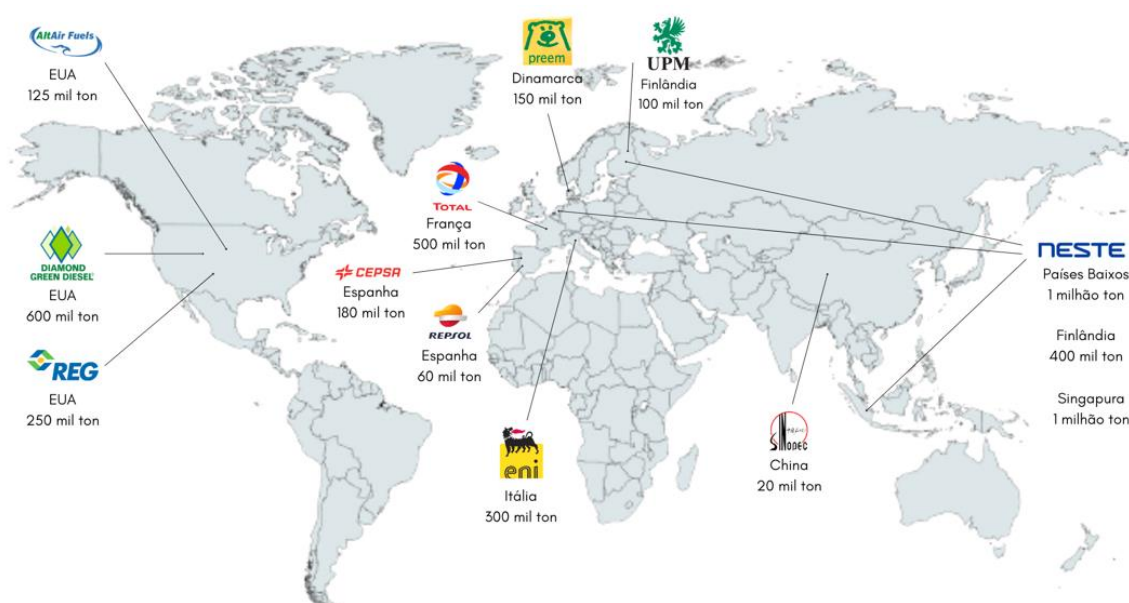 AltAir Fuels
EUA
125 mil ton
DIAMOND
GREEN DIESEL
EUA
600 mil ton
REG
EUA
250 mil ton
preem
Dinamarca
150 mil ton
UPM
Finlândia
100 mil ton
TOTAL
França
500 mil ton
CEPSA
Espanha
180 mil ton
REPSOL
Espanha
60 mil ton
eni
Itália
300 mil ton
SINOPEC
China
20 mil ton
NESTE
Países Baixos
1 milhão ton
Finlândia
400 mil ton
Singapura
1 milhão ton